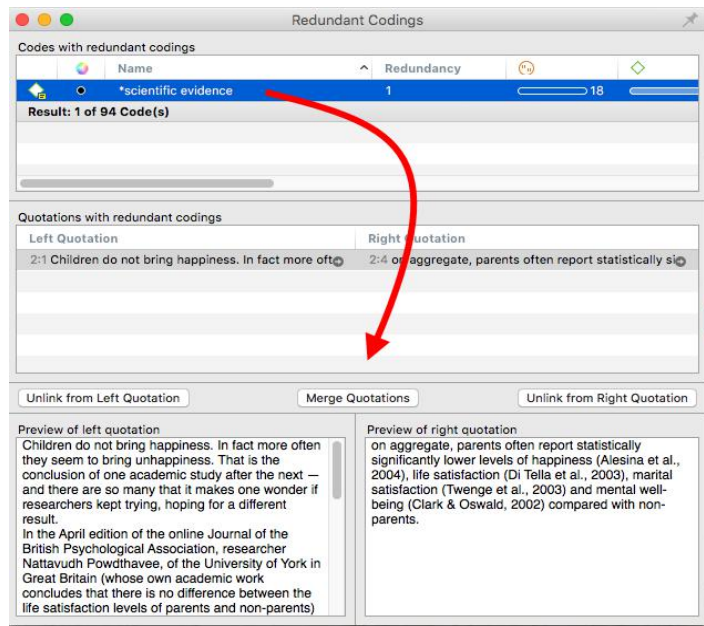 Redundant Codings
Codes with redundant codings
Name Redundancy
*scientific evidence 1 18
Result: 1 of 94 Code(s)
Quotations with redundant codings
Left Quotation Right Quotation
2:1 Children do not bring happiness. In fact more ofte 2:4 on aggregate, parents often report statistically si
Unlink from Left Quotation Merge Quotations Unlink from Right Quotation
Preview of left quotation
Children do not bring happiness. In fact more often
they seem to bring unhappiness. That is the
conclusion of one academic study after the next —
and there are so many that it makes one wonder if
researchers kept trying, hoping for a different
result.
In the April edition of the online Journal of the
British Psychological Association, researcher
Nattavudh Powdthavee, of the University of York in
Great Britain (whose own academic work
concludes that there is no difference between the
life satisfaction levels of parents and non-parents)
Preview of right quotation
on aggregate, parents often report statistically
significantly lower levels of happiness (Alesina et al.,
2004), life satisfaction (Di Tella et al., 2003), marital
satisfaction (Twenge et al., 2003) and mental well-
being (Clark & Oswald, 2002) compared with non-
parents.